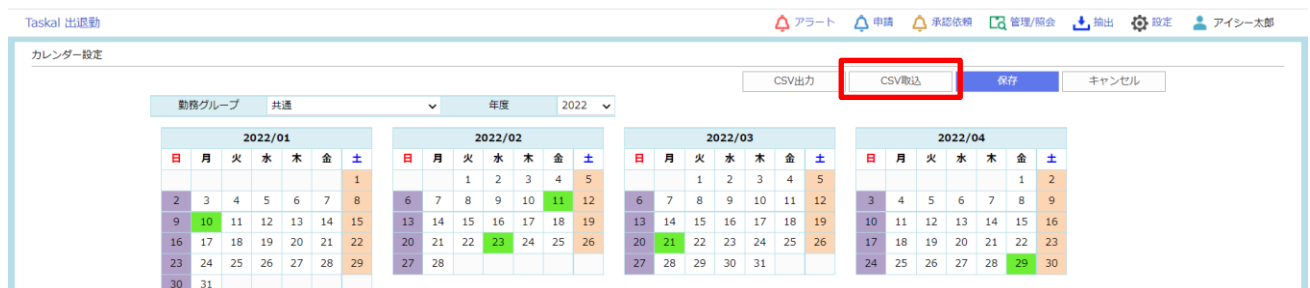 Taskal 出退勤 アラート 申請 承認依頼 管理/照会 抽出 設定 アイシー太郎
カレンダー設定
CSV出力 CSV取込 保存 キャンセル
勤務グループ 共通 年度 2022
2022/01
日 月 火 水 木 金 土
1
2 3 4 5 6 7 8
9 10 11 12 13 14 15
16 17 18 19 20 21 22
23 24 25 26 27 28 29
30 31
2022/02
日 月 火 水 木 金 土
1 2 3 4 5
6 7 8 9 10 11 12
13 14 15 16 17 18 19
20 21 22 23 24 25 26
27 28
2022/03
日 月 火 水 木 金 土
1 2 3 4 5
6 7 8 9 10 11 12
13 14 15 16 17 18 19
20 21 22 23 24 25 26
27 28 29 30 31
2022/04
日 月 火 水 木 金 土
1 2
3 4 5 6 7 8 9
10 11 12 13 14 15 16
17 18 19 20 21 22 23
24 25 26 27 28 29 30